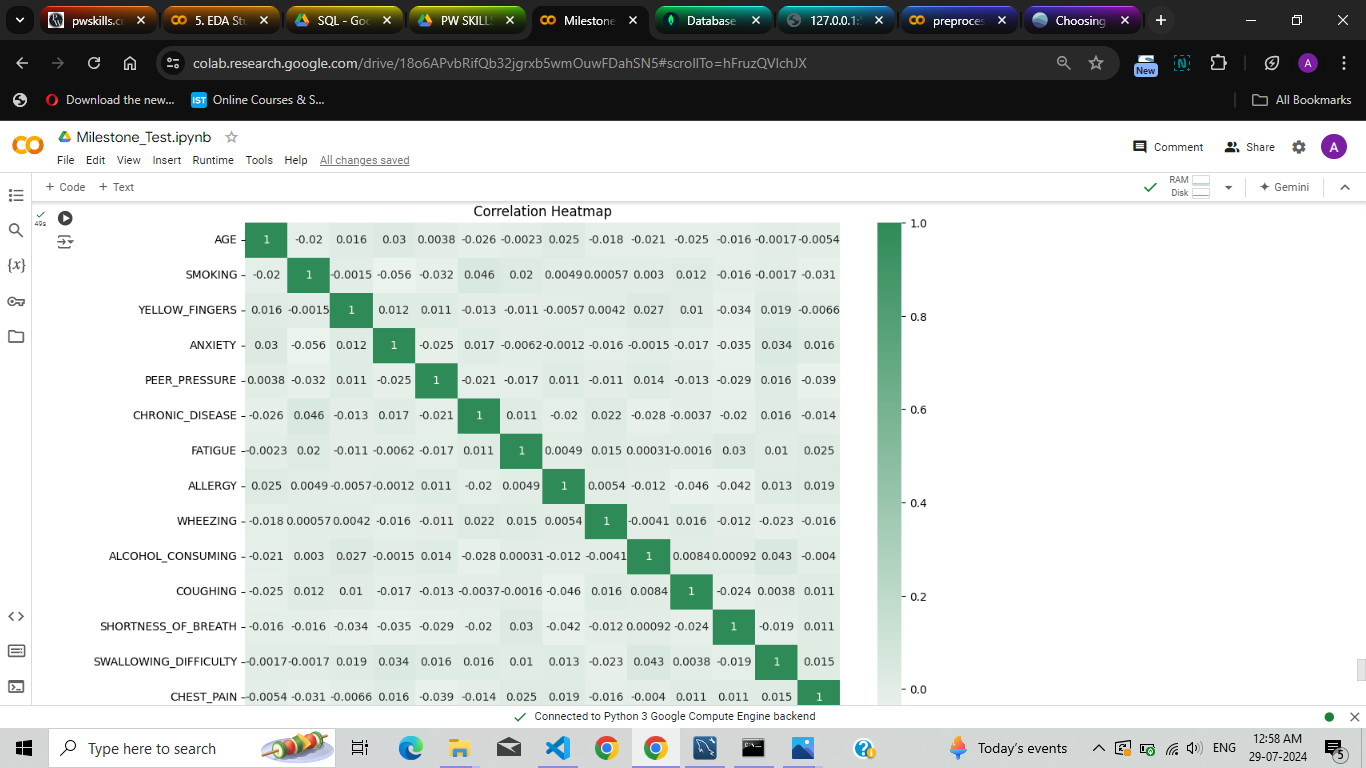 pwskills.c
5. EDA Stu
SQL - Goo
PW SKILL
Milestone
Database
127.0.0.1:
preproces
Choosing
colab.research.google.com/drive/18o6APvbRifQb32jgrxb5wmOuwFDahSN5#scrollTo=hFruzQVlchJX
New
A
Download the new...
IST
Online Courses & S...
All Bookmarks
Milestone_Test.ipynb
File Edit View Insert Runtime Tools Help All changes saved
Comment
Share
A
+ Code + Text
RAM
Disk
Gemini
49s
{x}
Correlation Heatmap
AGE 1 -0.02 0.016 0.03 0.0038 -0.026 -0.0023 0.025 -0.018 -0.021 -0.025 -0.016 -0.0017 -0.0054
SMOKING -0.02 1 -0.0015 -0.056 -0.032 0.046 0.02 0.0049 0.00057 0.003 0.012 -0.016 -0.0017 -0.031
YELLOW_FINGERS 0.016 -0.0015 1 0.012 0.011 -0.013 -0.011 -0.0057 0.0042 0.027 0.01 -0.034 0.019 -0.0066
ANXIETY 0.03 -0.056 0.012 1 -0.025 0.017 -0.0062 -0.0012 -0.016 -0.0015 -0.017 -0.035 0.034 0.016
PEER_PRESSURE 0.0038 -0.032 0.011 -0.025 1 -0.021 -0.017 0.011 -0.011 0.014 -0.013 -0.029 0.016 -0.039
CHRONIC_DISEASE -0.026 0.046 -0.013 0.017 -0.021 1 0.011 -0.02 0.022 -0.028 -0.0037 -0.02 0.016 -0.014
FATIGUE -0.0023 0.02 -0.011 -0.0062 -0.017 0.011 1 0.0049 0.015 0.00031 -0.0016 0.03 0.01 0.025
ALLERGY 0.025 0.0049 -0.0057 -0.0012 0.011 -0.02 0.0049 1 0.0054 -0.012 -0.046 -0.042 0.013 0.019
WHEEZING -0.018 0.00057 0.0042 -0.016 -0.011 0.022 0.015 0.0054 1 -0.0041 0.016 -0.012 -0.023 -0.016
ALCOHOL_CONSUMING -0.021 0.003 0.027 -0.0015 0.014 -0.028 0.00031 -0.012 -0.0041 1 0.0084 0.00092 0.043 -0.004
COUGHING -0.025 0.012 0.01 -0.017 -0.013 -0.0037 -0.0016 -0.046 0.016 0.0084 1 -0.024 0.0038 0.011
SHORTNESS_OF_BREATH -0.016 -0.016 -0.034 -0.035 -0.029 -0.02 0.03 -0.042 -0.012 0.00092 -0.024 1 -0.019 0.011
SWALLOWING_DIFFICULTY -0.0017 -0.0017 0.019 0.034 0.016 0.016 0.01 0.013 -0.023 0.043 0.0038 -0.019 1 0.015
CHEST_PAIN -0.0054 -0.031 -0.0066 0.016 -0.039 -0.014 0.025 0.019 -0.016 -0.004 0.011 0.011 0.015 1
1.0
0.8
0.6
0.4
0.2
0.0
Connected to Python 3 Google Compute Engine backend
Type here to search
Today's events
ENG
12:58 AM
29-07-2024
5